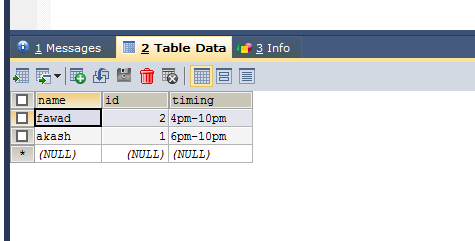 1 Messages 2 Table Data 3 Info
name id timing
fawad 2 4pm-10pm
akash 1 6pm-10pm
* (NULL) (NULL) (NULL)